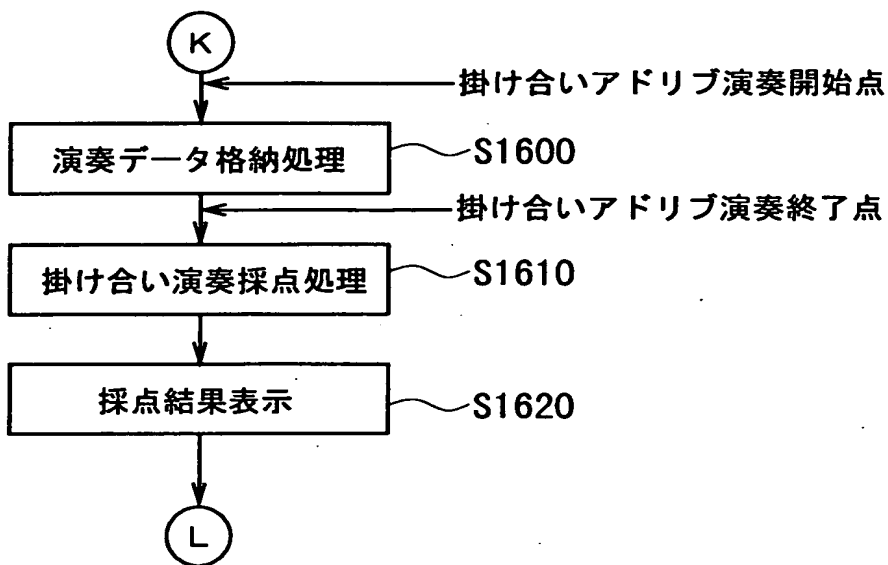 K
掛け合いアドリブ演奏開始点
演奏データ格納処理
S1600
掛け合いアドリブ演奏終了点
掛け合い演奏採点処理
S1610
採点結果表示
S1620
L